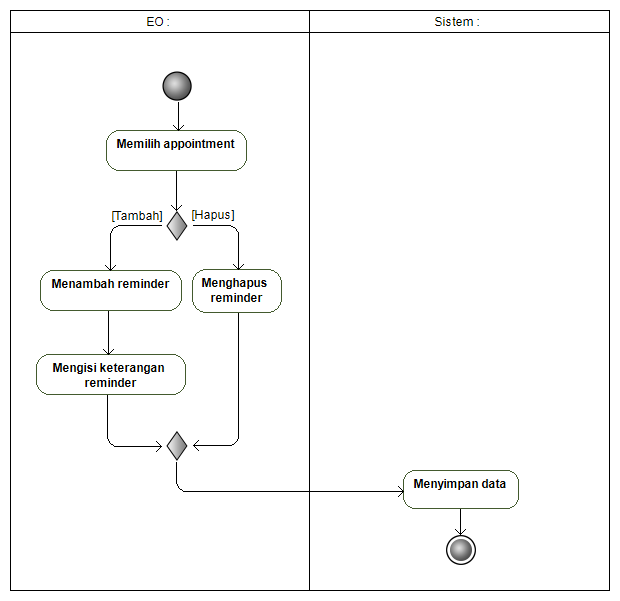 EO :
Sistem :
Memilih appointment
[Tambah]
[Hapus]
Menambah reminder
Menghapus
reminder
Mengisi keterangan
reminder
Menyimpan data